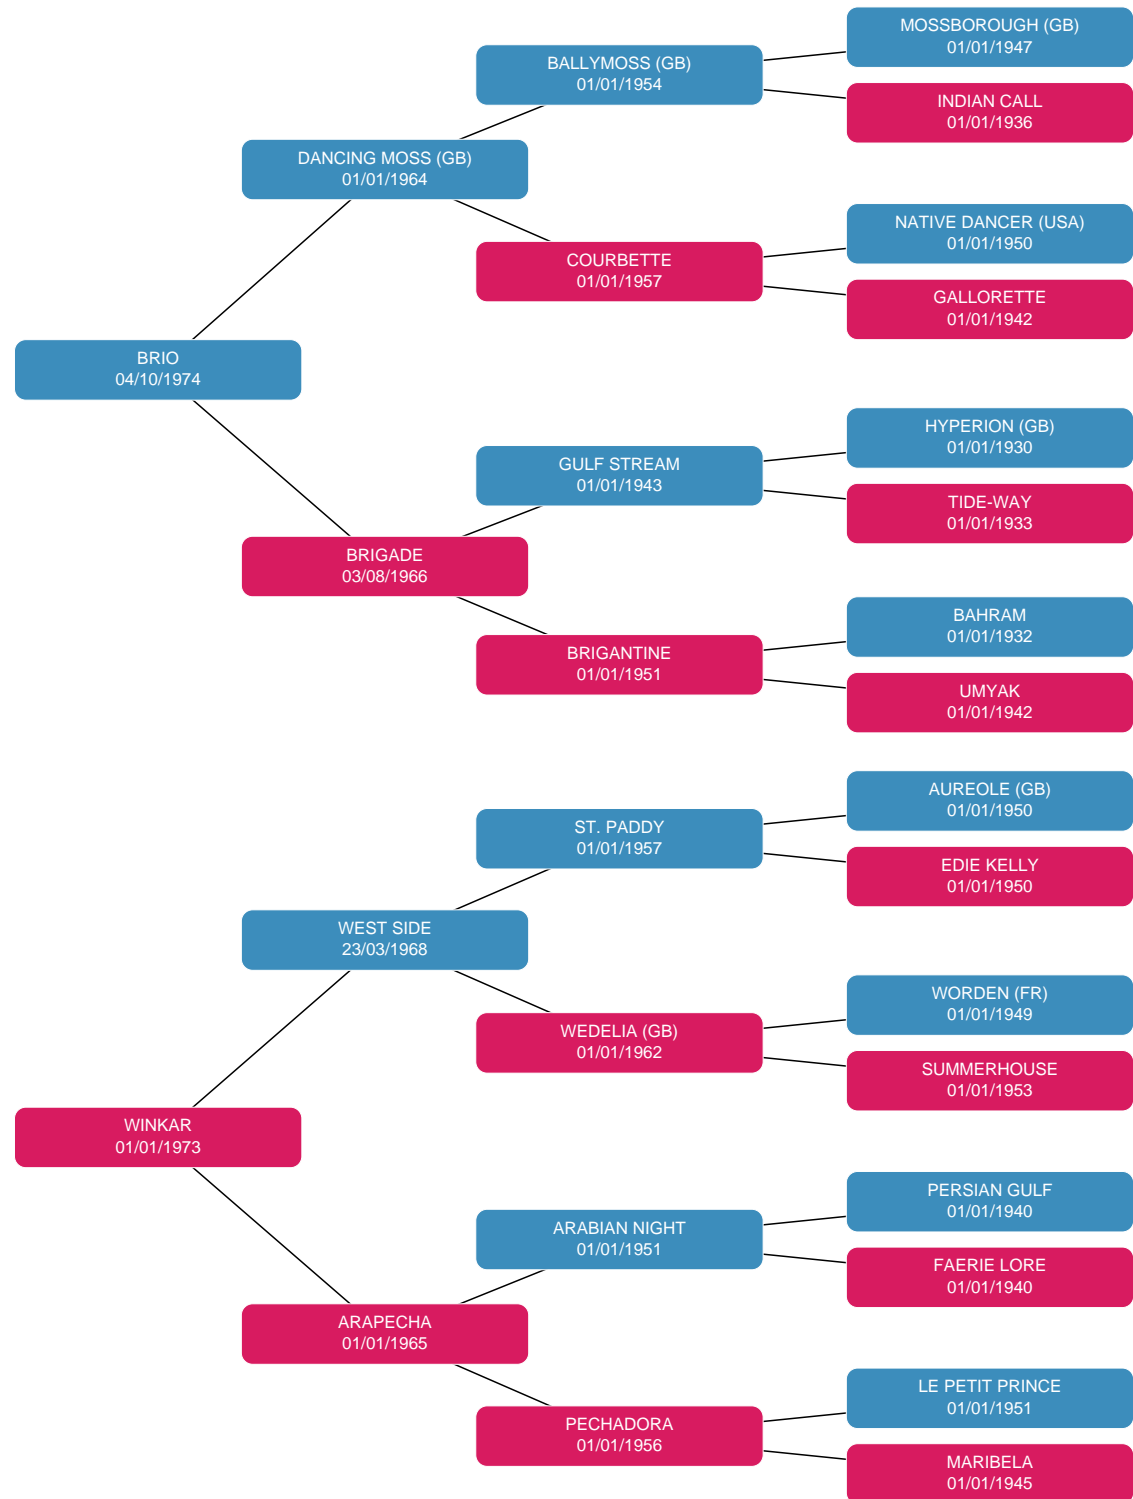 MOSSBOROUGH (GB)
01/01/1947
BALLYMOSS (GB)
01/01/1954
INDIAN CALL
01/01/1936
DANCING MOSS (GB)
01/01/1964
NATIVE DANCER (USA)
01/01/1950
COURBETTE
01/01/1957
GALLORETTE
01/01/1942
BRIO
04/10/1974
HYPERION (GB)
01/01/1930
GULF STREAM
01/01/1943
TIDE-WAY
01/01/1933
BRIGADE
03/08/1966
BAHRAM
01/01/1932
BRIGANTINE
01/01/1951
UMYAK
01/01/1942
AUREOLE (GB)
01/01/1950
ST. PADDY
01/01/1957
EDIE KELLY
01/01/1950
WEST SIDE
23/03/1968
WORDEN (FR)
01/01/1949
WEDELIA (GB)
01/01/1962
SUMMERHOUSE
01/01/1953
WINKAR
01/01/1973
PERSIAN GULF
01/01/1940
ARABIAN NIGHT
01/01/1951
FAERIE LORE
01/01/1940
ARAPECHA
01/01/1965
LE PETIT PRINCE
01/01/1951
PECHADORA
01/01/1956
MARIBELA
01/01/1945